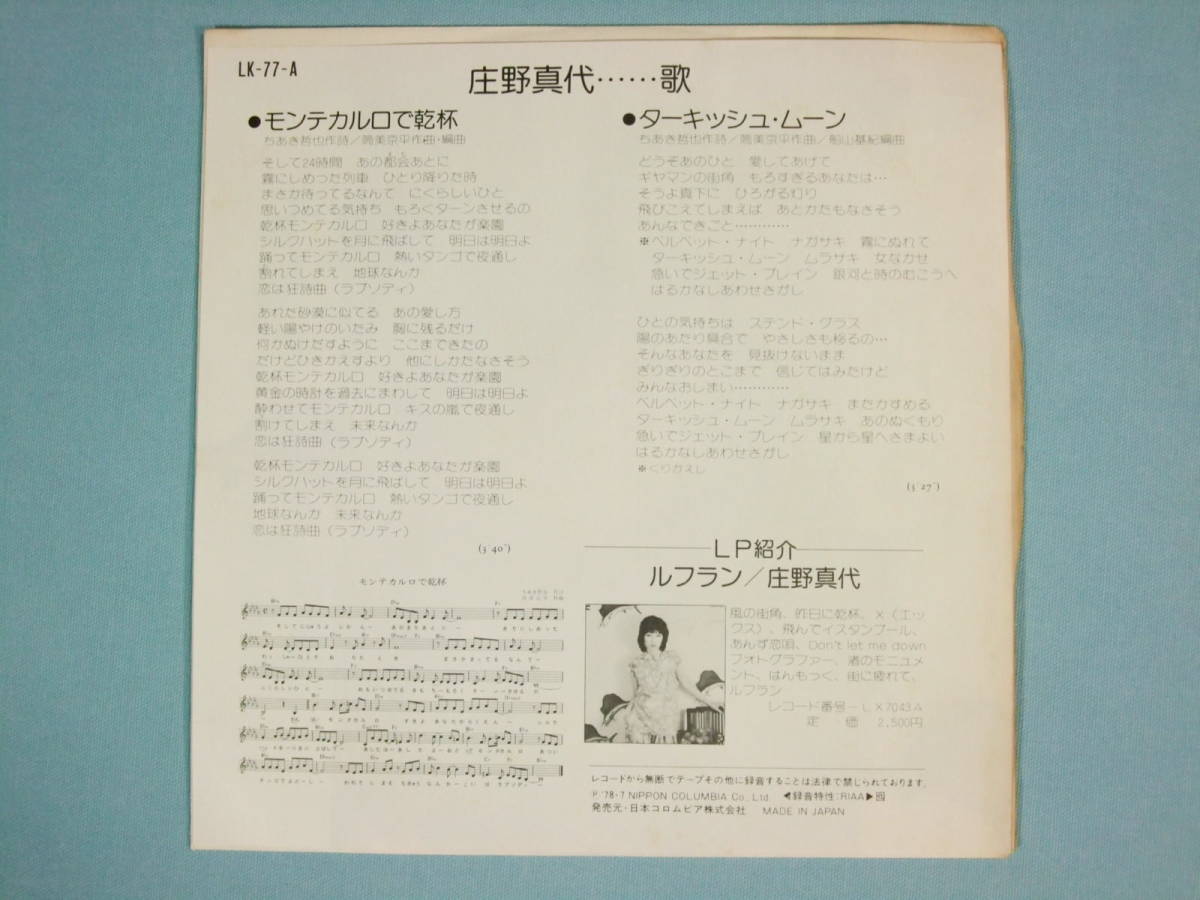 LK-77-A
庄野真代……歌
●モンテカルロで乾杯
ちあき哲也作詩／筒美京平作曲・編曲
そして24時間 あの都会あとに
霧にしめった列車 ひとり降りた時
まさか待ってるなんて にくらしいひと
思いつめてる気持ち もろくターンさせるの
乾杯モンテカルロ 好きよあなたが楽園
シルクハットを月に飛ばして 明日は明日よ
踊ってモンテカルロ 熱いタンゴで夜通し
割れてしまえ 地球なんか
恋は狂詩曲（ラプソディ）
あれた砂漠に似てる あの愛し方
軽い陽やけのいたみ 胸に残るだけ
何かぬけだすように ここまできたの
だけどひきかえすより 他にしかたなさそう
乾杯モンテカルロ 好きよあなたが楽園
黄金の時計を過去にまわして 明日は明日よ
酔わせてモンテカルロ キスの嵐で夜通し
割けてしまえ 未来なんか
恋は狂詩曲（ラプソディ）
乾杯モンテカルロ 好きよあなたが楽園
シルクハットを月に飛ばして 明日は明日よ
踊ってモンテカルロ 熱いタンゴで夜通し
地球なんか 未来なんか
恋は狂詩曲（ラプソディ）
(3′40″)
モンテカルロで乾杯
●ターキッシュ・ムーン
ちあき哲也作詩／筒美京平作曲／船山基紀編曲
どうぞあのひと 愛してあげて
ギヤマンの街角 もろすぎるあなたは…
そうよ真下に ひろがる灯り
飛びこえてしまえば あとかたもなさそう
あんなできごと…………
※ベルベット・ナイト ナガサキ 霧にぬれて
ターキッシュ・ムーン ムラサキ 女なかせ
急いでジェット・プレイン 銀河と時のむこうへ
はるかなしあわせさがし
ひとの気持ちは ステンド・グラス
陽のあたり具合で やさしさも移るの…
そんなあなたを 見抜けないまま
ぎりぎりのとこまで 信じてはみたけど
みんなおしまい…………
ベルベット・ナイト ナガサキ またかすめる
ターキッシュ・ムーン ムラサキ あのぬくもり
急いでジェット・プレイン 星から星へさまよい
はるかなしあわせさがし
※くりかえし
(3′27″)
LP紹介
ルフラン／庄野真代
風の街角、昨日に乾杯、×（エッ
クス）、飛んでイスタンブール、
あんず恋唄、Don't let me down
フォトグラファー、渚のモニュメ
ント、はんもっく、街に疲れて、
ルフラン
レコード番号－LX7043A
定 価 2,500円
レコードから無断でテープその他に録音することは法律で禁じられております。
℗'78・7 NIPPON COLUMBIA Co., Ltd. ◀録音特性：RIAA▶
発売元・日本コロムビア株式会社 MADE IN JAPAN